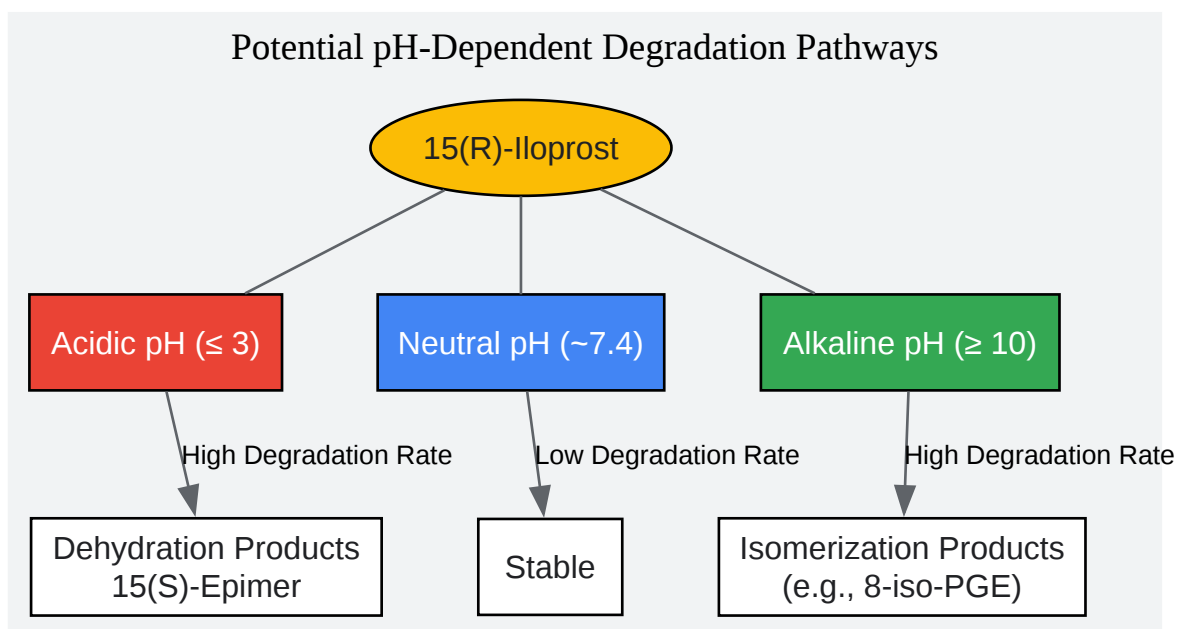 Potential pH-Dependent Degradation Pathways
15(R)-Iloprost
Acidic pH (≤ 3)
Neutral pH (~7.4)
Alkaline pH (≥ 10)
High Degradation Rate
Low Degradation Rate
High Degradation Rate
Dehydration Products
15(S)-Epimer
Stable
Isomerization Products
(e.g., 8-iso-PGE)